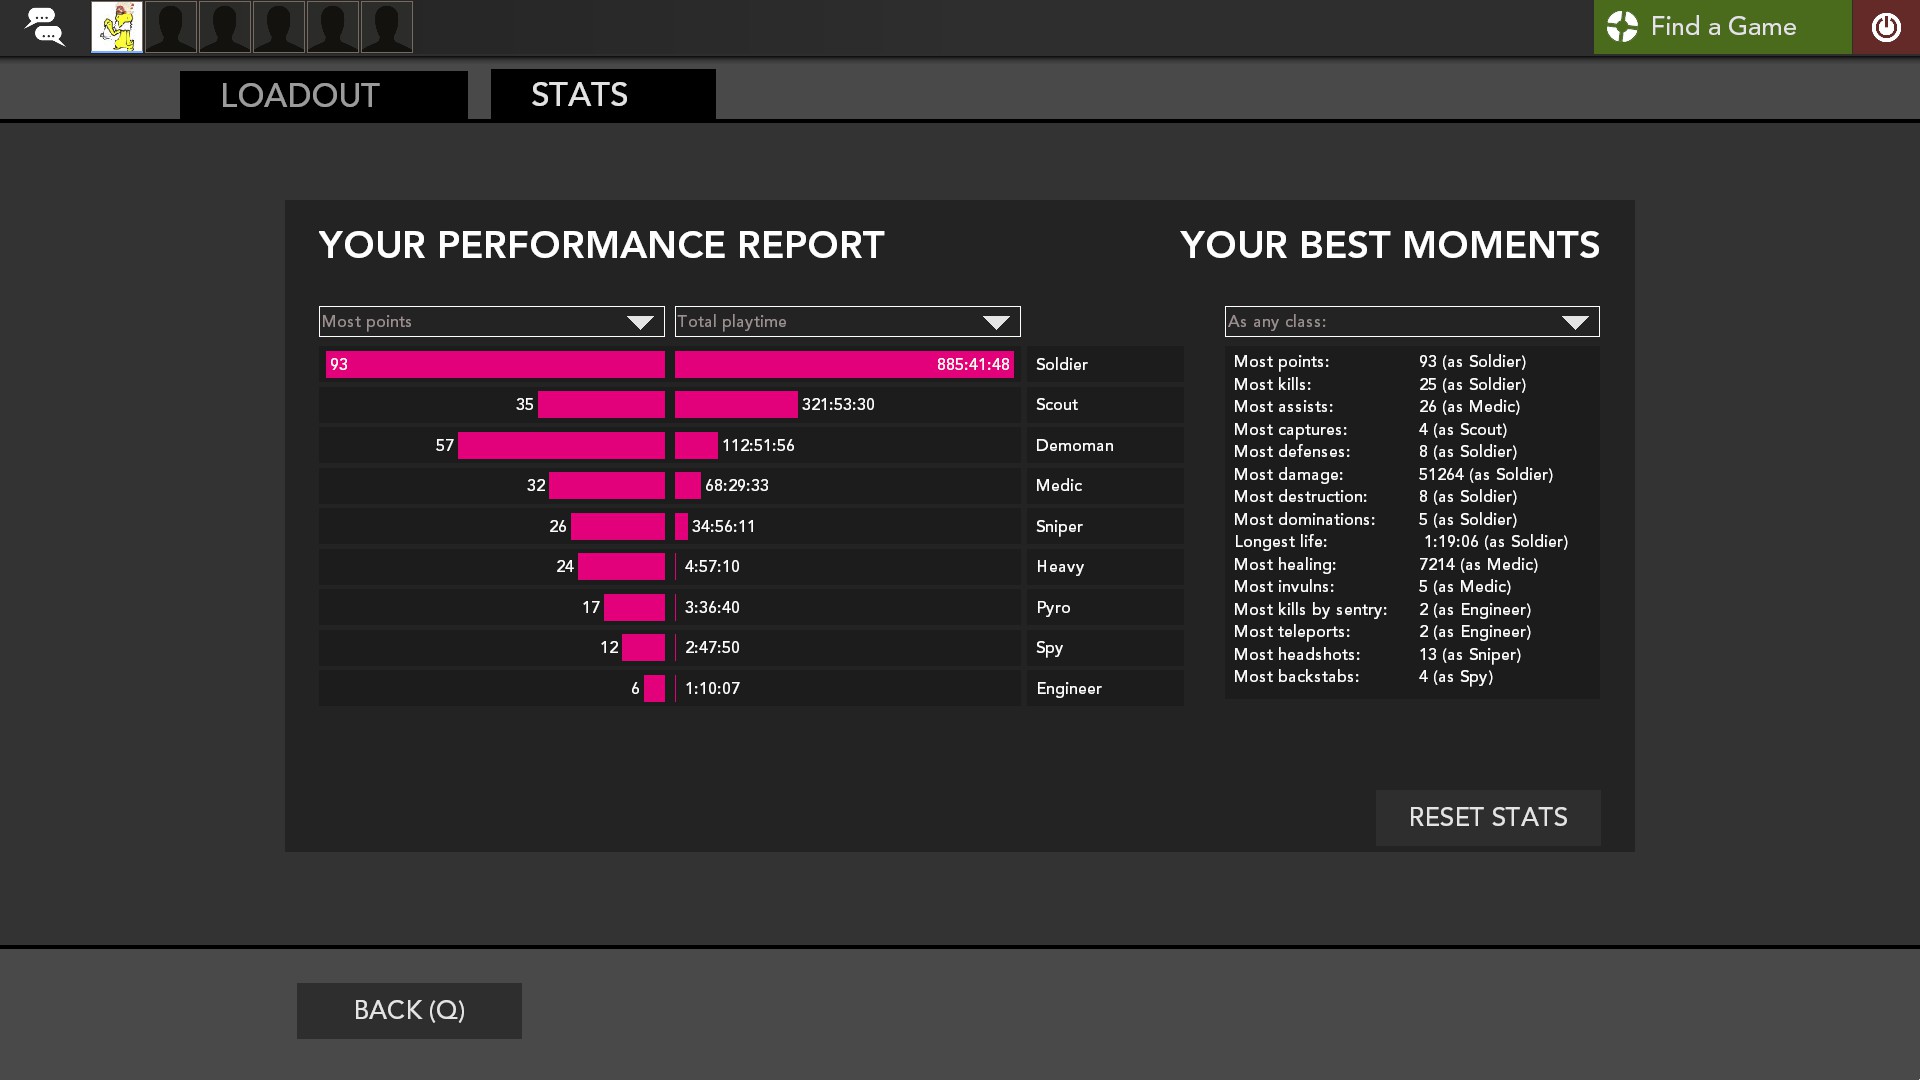 Find a Game
LOADOUT
STATS
YOUR PERFORMANCE REPORT
YOUR BEST MOMENTS
Most points
Total playtime
As any class:
93 885:41:48 Soldier
35 321:53:30 Scout
57 112:51:56 Demoman
32 68:29:33 Medic
26 34:56:11 Sniper
24 4:57:10 Heavy
17 3:36:40 Pyro
12 2:47:50 Spy
6 1:10:07 Engineer
Most points: 93 (as Soldier)
Most kills: 25 (as Soldier)
Most assists: 26 (as Medic)
Most captures: 4 (as Scout)
Most defenses: 8 (as Soldier)
Most damage: 51264 (as Soldier)
Most destruction: 8 (as Soldier)
Most dominations: 5 (as Soldier)
Longest life: 1:19:06 (as Soldier)
Most healing: 7214 (as Medic)
Most invulns: 5 (as Medic)
Most kills by sentry: 2 (as Engineer)
Most teleports: 2 (as Engineer)
Most headshots: 13 (as Sniper)
Most backstabs: 4 (as Spy)
RESET STATS
BACK (Q)